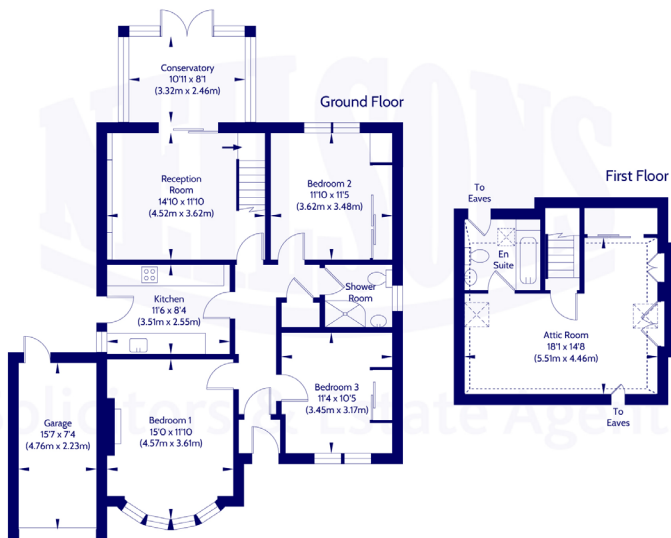 NEILSONS
Solicitors & Estate Agents
Ground Floor
Conservatory
10'11 x 8'1
(3.32m x 2.46m)
Reception
Room
14'10 x 11'10
(4.52m x 3.62m)
Bedroom 2
11'10 x 11'5
(3.62m x 3.48m)
Kitchen
11'6 x 8'4
(3.51m x 2.55m)
Shower
Room
Garage
15'7 x 7'4
(4.76m x 2.23m)
Bedroom 1
15'0 x 11'10
(4.57m x 3.61m)
Bedroom 3
11'4 x 10'5
(3.45m x 3.17m)
First Floor
To
Eaves
En
Suite
Attic Room
18'1 x 14'8
(5.51m x 4.46m)
To
Eaves